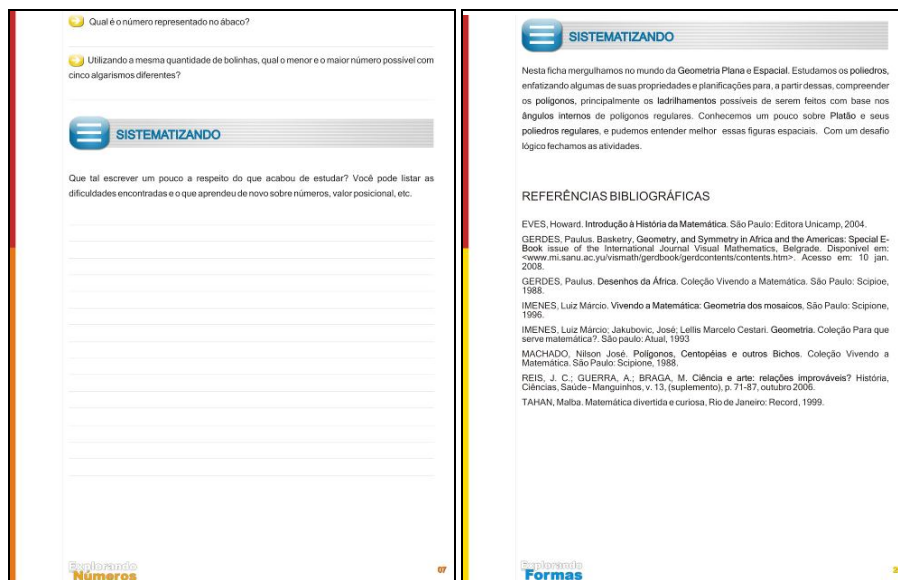 Qual é o número representado no ábaco?
Utilizando a mesma quantidade de bolinhas, qual o menor e o maior número possível com
cinco algarismos diferentes?
SISTEMATIZANDO
Que tal escrever um pouco a respeito do que acabou de estudar? Você pode listar as
dificuldades encontradas e o que aprendeu de novo sobre números, valor posicional, etc.
Explorando
Números
07
SISTEMATIZANDO
Nesta ficha mergulhamos no mundo da Geometria Plana e Espacial. Estudamos os poliedros,
enfatizando algumas de suas propriedades e planificações para, a partir dessas, compreender
os polígonos, principalmente os ladrilhamentos possíveis de serem feitos com base nos
ângulos internos de polígonos regulares. Conhecemos um pouco sobre Platão e seus
poliedros regulares, e pudemos entender melhor essas figuras espaciais. Com um desafio
lógico fechamos as atividades.
REFERÊNCIAS BIBLIOGRÁFICAS
EVES, Howard. Introdução à História da Matemática. São Paulo: Editora Unicamp, 2004.
GERDES, Paulus. Basketry, Geometry, and Symmetry in Africa and the Americas: Special E-
Book issue of the International Journal Visual Mathematics, Belgrade. Disponível em:
<www.mi.sanu.ac.yu/vismath/gerdbook/gerdcontents/contents.htm>. Acesso em: 10 jan.
2008.
GERDES, Paulus. Desenhos da África. Coleção Vivendo a Matemática. São Paulo: Scipioe,
1988.
IMENES, Luiz Márcio. Vivendo a Matemática: Geometria dos mosaicos, São Paulo: Scipione,
1996.
IMENES, Luiz Márcio; Jakubovic, José; Lellis Marcelo Cestari. Geometria. Coleção Para que
serve matemática?. São paulo: Atual, 1993
MACHADO, Nilson José. Polígonos, Centopéias e outros Bichos. Coleção Vivendo a
Matemática. São Paulo: Scipione, 1988.
REIS, J. C.; GUERRA, A.; BRAGA, M. Ciência e arte: relações improváveis? História,
Ciências, Saúde - Manguinhos, v. 13, (suplemento), p. 71-87, outubro 2006.
TAHAN, Malba. Matemática divertida e curiosa, Rio de Janeiro: Record, 1999.
Explorando
Formas